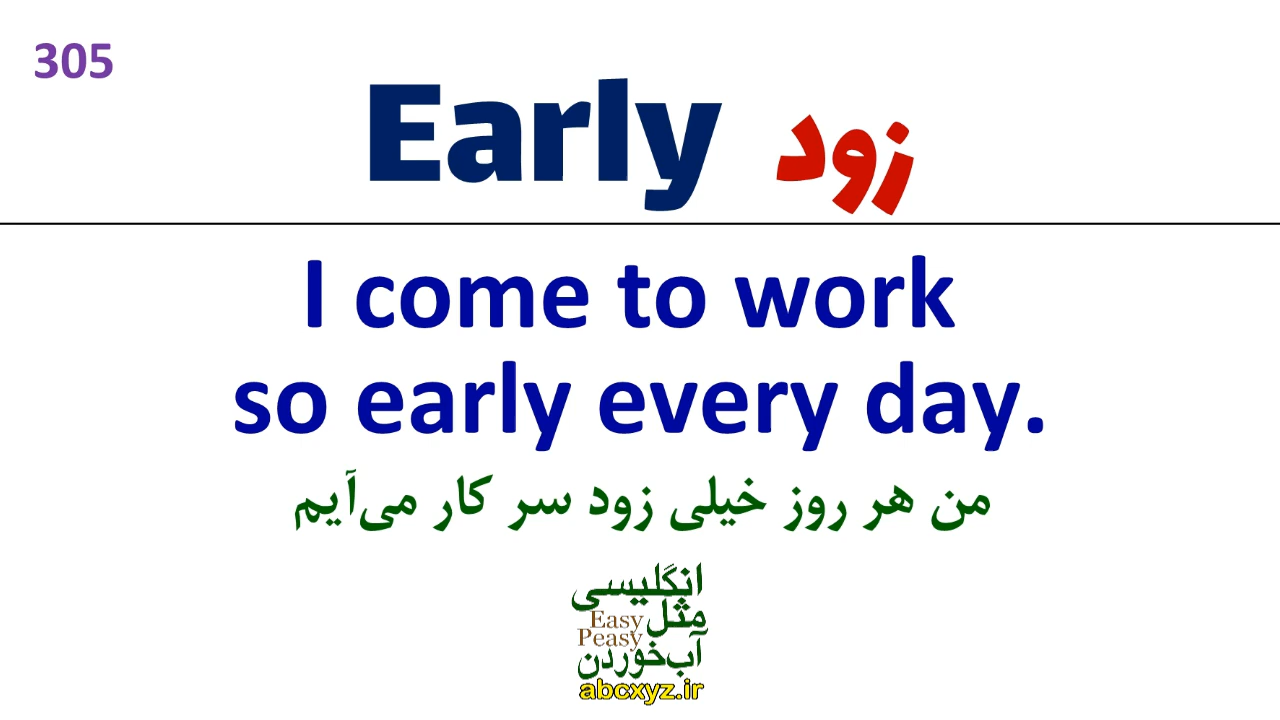 305
Early زود
I come to work
so early every day.
من هر روز خیلی زود سر کار می‌آیم
انگلیسی
مثل Easy
Peasy
آب‌خوردن
abcxyz.ir